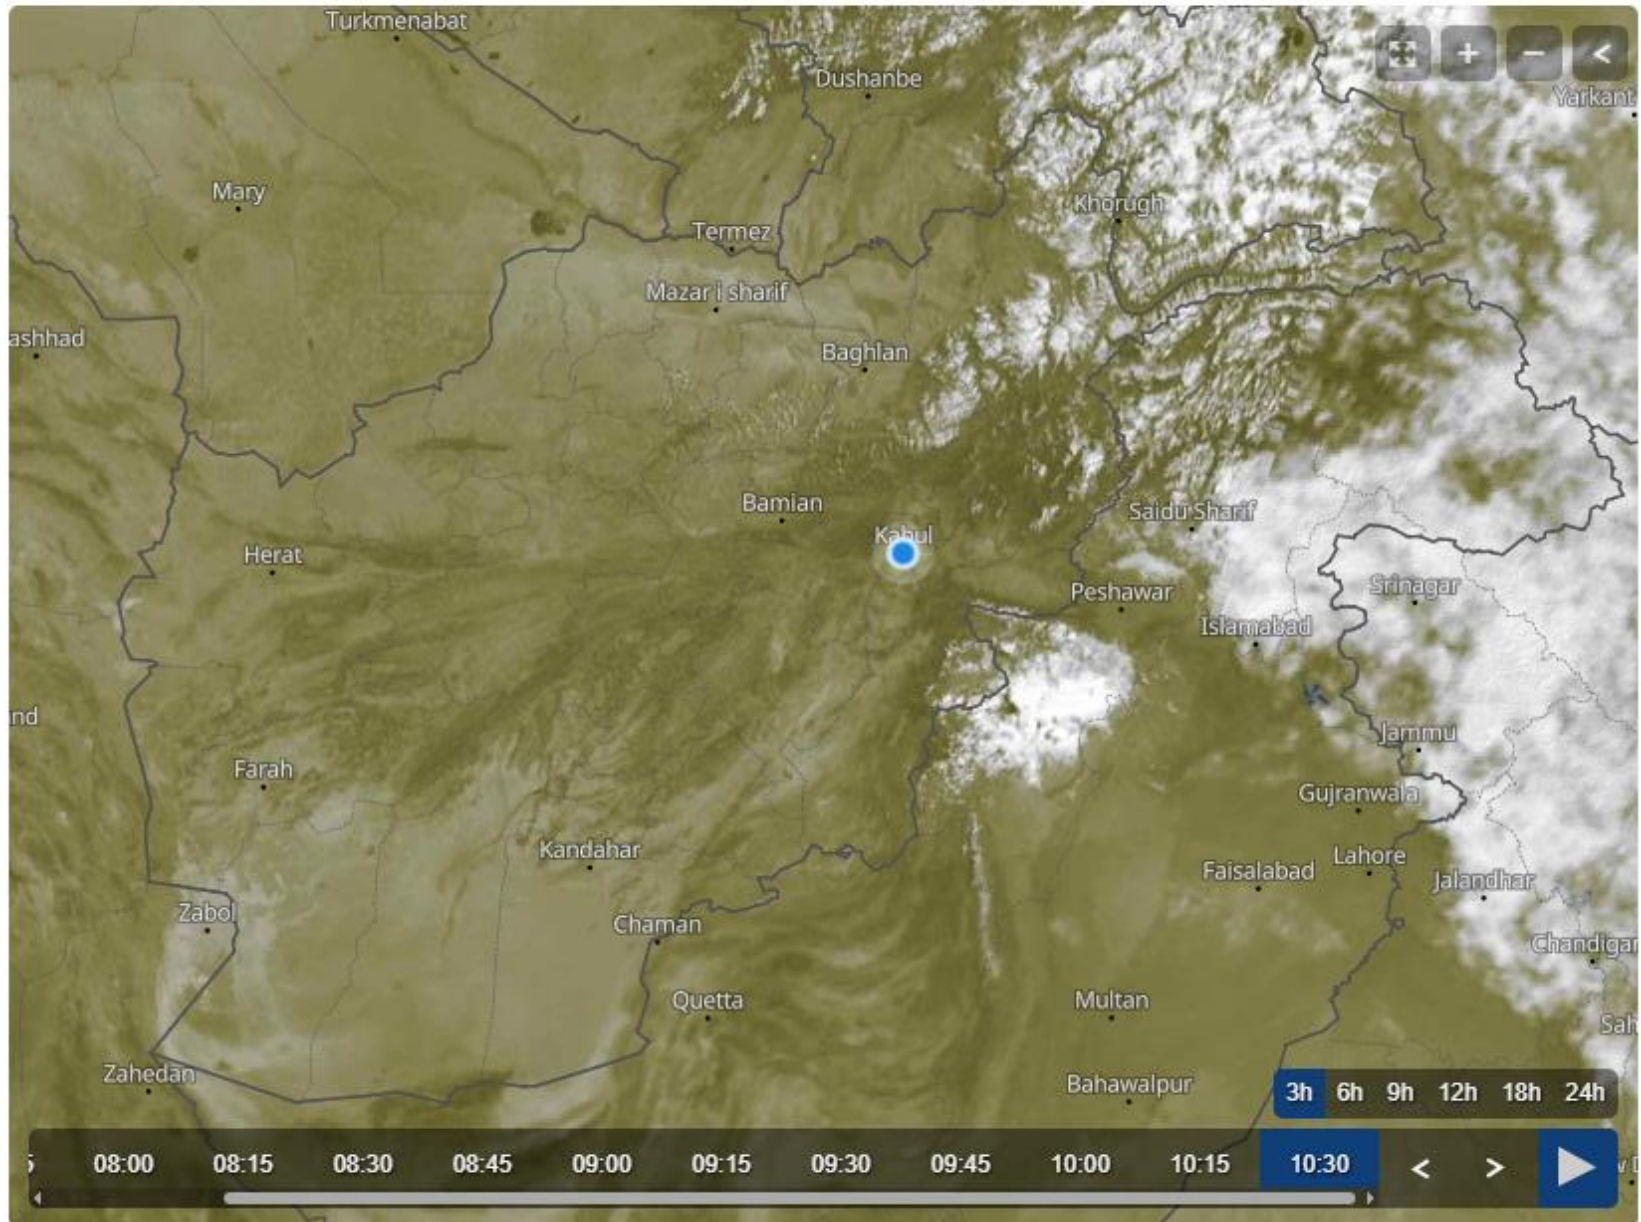 Turkmenabat
Dushanbe
+ − <
Yarkant
Mary
Khorugh
Termez
Mazar i sharif
ashhad
Baghlan
Bamian
Saidu Sharif
Kabul
Herat
Srinagar
Peshawar
Islamabad
nd
Jammu
Farah
Gujranwala
Kandahar
Lahore
Faisalabad
Jalandhar
Zabol
Chaman
Chandigar
Quetta
Multan
Sah
Zahedan
Bahawalpur
3h 6h 9h 12h 18h 24h
5 08:00 08:15 08:30 08:45 09:00 09:15 09:30 09:45 10:00 10:15 10:30 < >